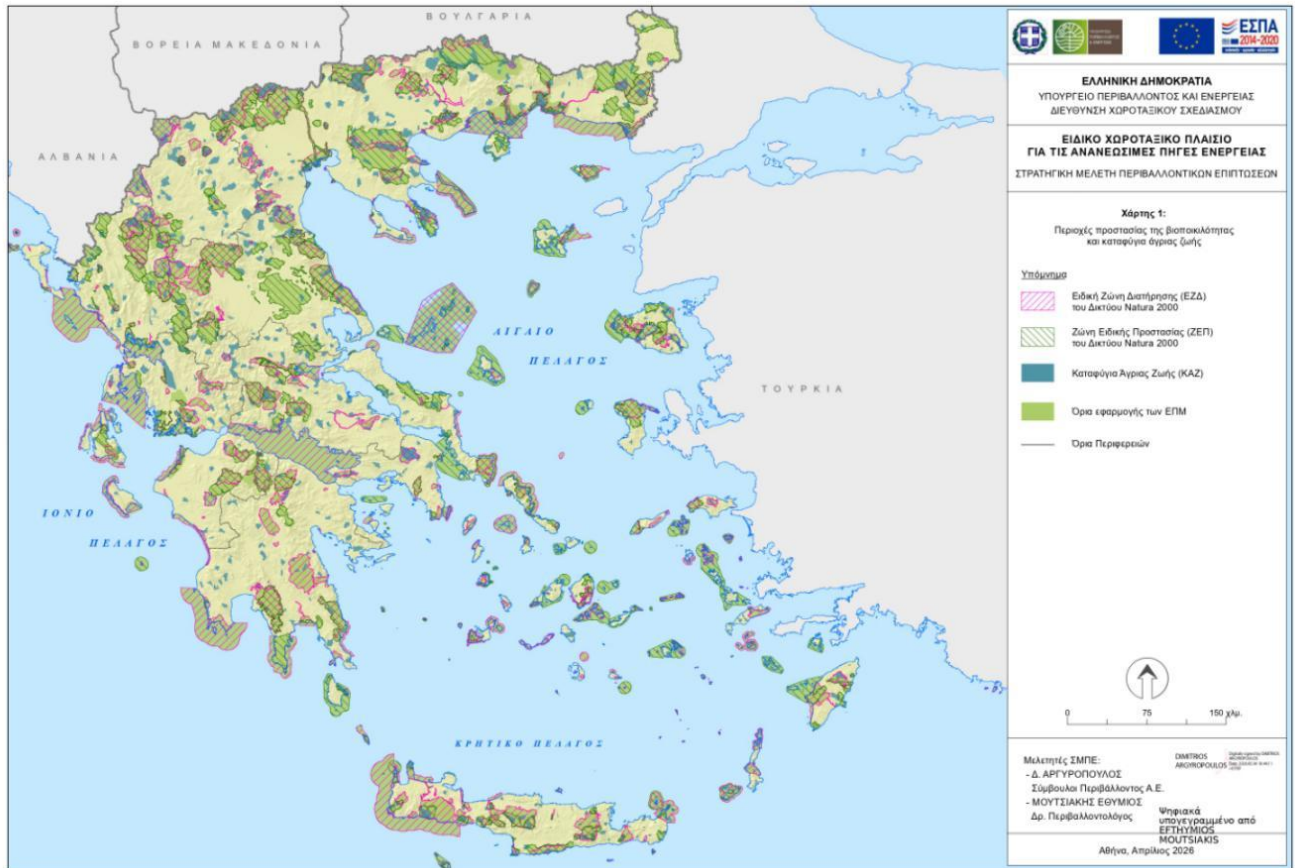 ΒΟΥΛΓΑΡΙΑ
ΒΟΡΕΙΑ ΜΑΚΕΔΟΝΙΑ
ΑΛΒΑΝΙΑ
ΑΙΓΑΙΟ
ΠΕΛΑΓΟΣ
ΤΟΥΡΚΙΑ
ΙΟΝΙΟ
ΠΕΛΑΓΟΣ
ΚΡΗΤΙΚΟ ΠΕΛΑΓΟΣ
ΕΣΠΑ
2014-2020
ΕΛΛΗΝΙΚΗ ΔΗΜΟΚΡΑΤΙΑ
ΥΠΟΥΡΓΕΙΟ ΠΕΡΙΒΑΛΛΟΝΤΟΣ ΚΑΙ ΕΝΕΡΓΕΙΑΣ
ΔΙΕΥΘΥΝΣΗ ΧΩΡΟΤΑΞΙΚΟΥ ΣΧΕΔΙΑΣΜΟΥ
ΕΙΔΙΚΟ ΧΩΡΟΤΑΞΙΚΟ ΠΛΑΙΣΙΟ
ΓΙΑ ΤΙΣ ΑΝΑΝΕΩΣΙΜΕΣ ΠΗΓΕΣ ΕΝΕΡΓΕΙΑΣ
ΣΤΡΑΤΗΓΙΚΗ ΜΕΛΕΤΗ ΠΕΡΙΒΑΛΛΟΝΤΙΚΩΝ ΕΠΙΠΤΩΣΕΩΝ
Χάρτης 1:
Περιοχές προστασίας της βιοποικιλότητας
και καταφύγια άγριας ζωής
Υπόμνημα
Ειδική Ζώνη Διατήρησης (ΕΖΔ)
του Δικτύου Natura 2000
Ζώνη Ειδικής Προστασίας (ΖΕΠ)
του Δικτύου Natura 2000
Καταφύγια Άγριας Ζωής (ΚΑΖ)
Όρια εφαρμογής των ΕΠΜ
Όρια Περιφερειών
0 75 150 χλμ.
Μελετητές ΣΜΠΕ:
- Δ. ΑΡΓΥΡΟΠΟΥΛΟΣ
Σύμβουλοι Περιβάλλοντος Α.Ε.
- ΜΟΥΤΣΙΑΚΗΣ ΕΘΥΜΙΟΣ
Δρ. Περιβαλλοντολόγος
DIMITRIOS
ARGYROPOULOS
Ψηφιακά
υπογεγραμμένο από
EFTHYMIOS
MOUTSIAKIS
Αθήνα, Απρίλιος 2026